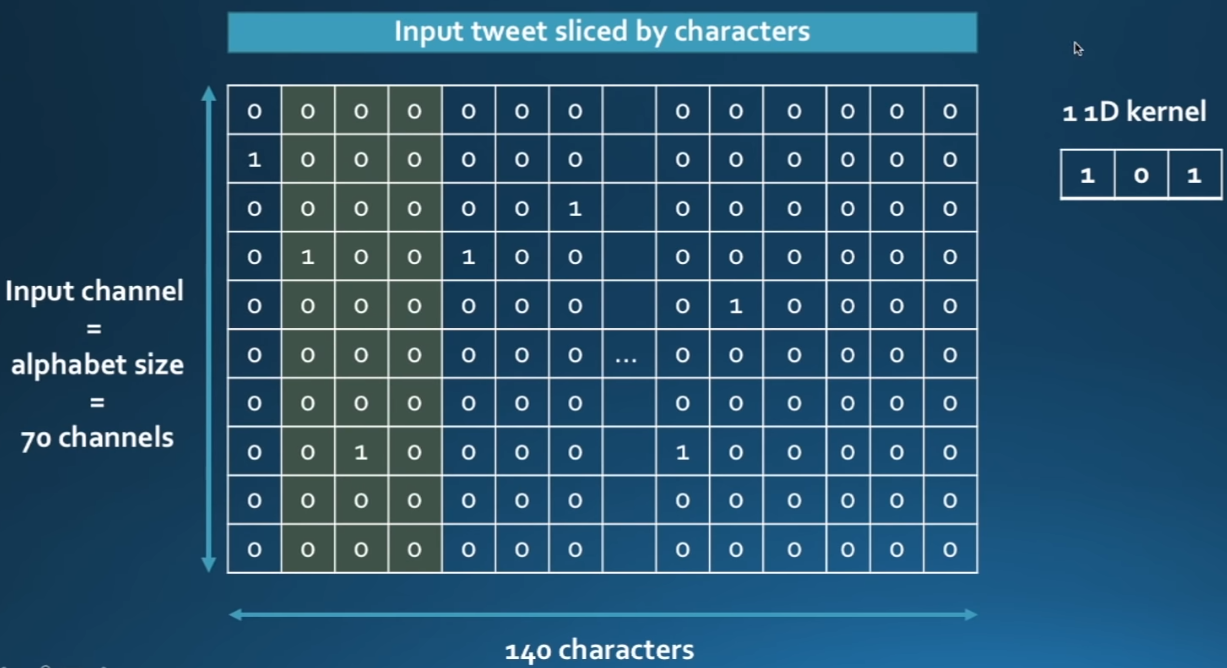 Input tweet sliced by characters
0 0 0 0 0 0 0 0 0 0 0 0 0
1 0 0 0 0 0 0 0 0 0 0 0 0
0 0 0 0 0 0 1 0 0 0 0 0 0
0 1 0 0 1 0 0 0 0 0 0 0 0
0 0 0 0 0 0 0 0 1 0 0 0 0
0 0 0 0 0 0 0 ... 0 0 0 0 0 0
0 0 0 0 0 0 0 0 0 0 0 0 0
0 0 1 0 0 0 0 1 0 0 0 0 0
0 0 0 0 0 0 0 0 0 0 0 0 0
0 0 0 0 0 0 0 0 0 0 0 0 0
Input channel
=
alphabet size
=
70 channels
140 characters
1 1D kernel
1 0 1